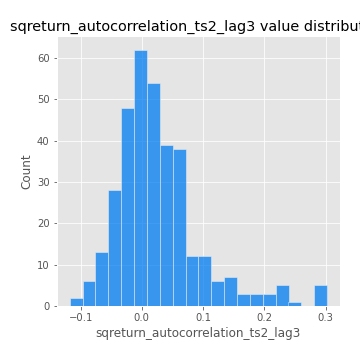 sqreturn_autocorrelation_ts2_lag3 value distribut
60
50
40
30
20
10
0
Count
−0.1 0.0 0.1 0.2 0.3
sqreturn_autocorrelation_ts2_lag3